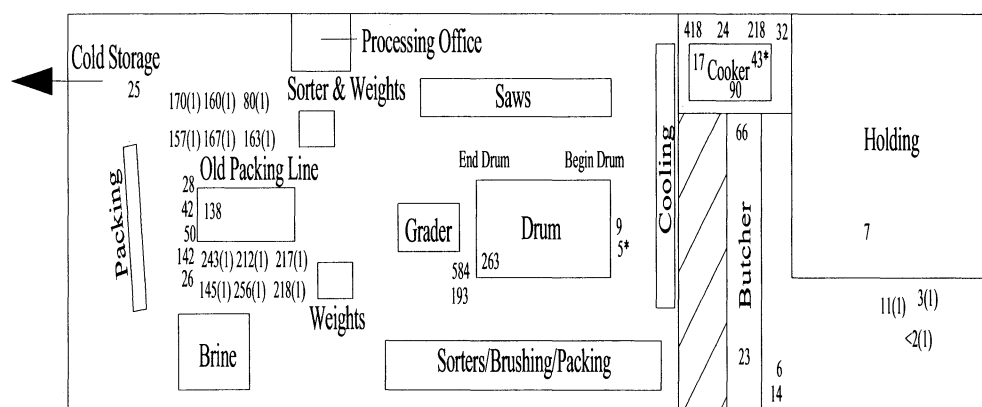 418 24 218 32
Processing Office
Cold Storage
25
17 Cooker 43*
90
Sorter & Weights
Saws
170(1) 160(1) 80(1)
157(1) 167(1) 163(1)
66
Holding
Old Packing Line
End Drum
Begin Drum
Cooling
Packing
28
42
138
50
Grader
Drum
9
5*
7
Butcher
142
243(1) 212(1) 217(1)
26
145(1) 256(1) 218(1)
584
263
193
3(1)
11(1)
<2(1)
Weights
Brine
Sorters/Brushing/Packing
23
6
14